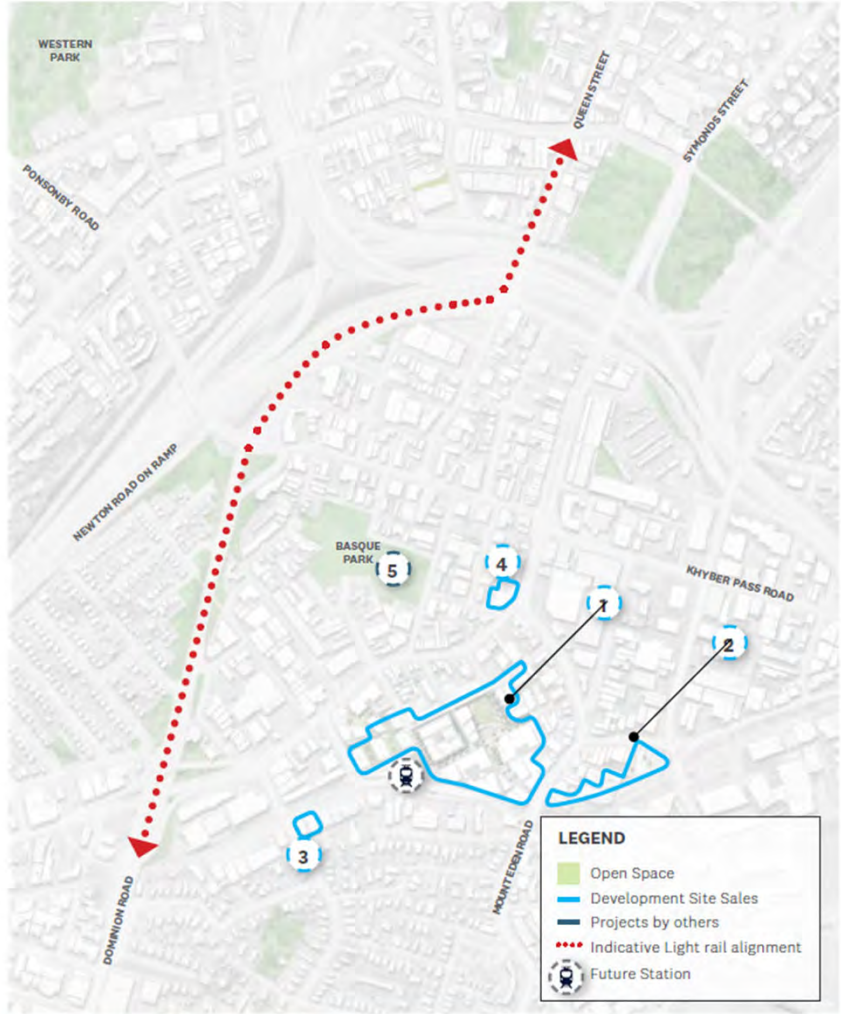 WESTERN
PARK
QUEEN STREET
SYMONDS STREET
PONSONBY ROAD
NEWTON ROAD ON RAMP
BASQUE
PARK
5
4
KHYBER PASS ROAD
1
2
3
MOUNT EDEN ROAD
DOMINION ROAD
LEGEND
Open Space
Development Site Sales
Projects by others
Indicative Light rail alignment
Future Station